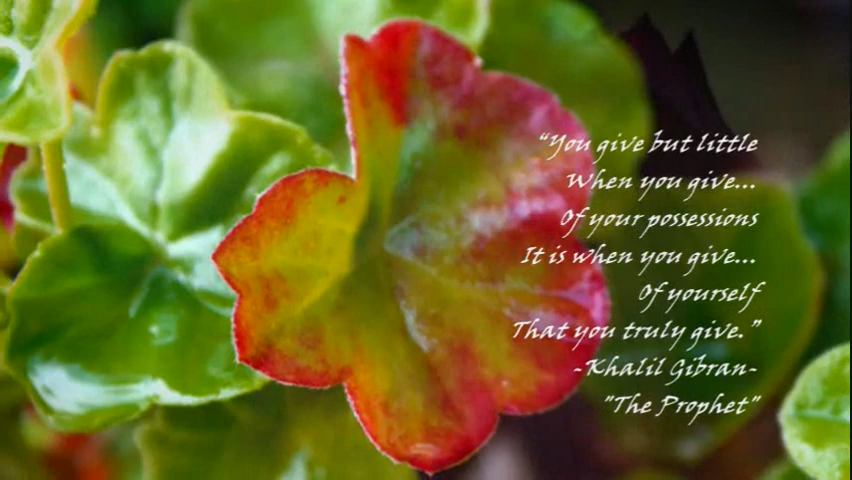 “You give but little
When you give...
Of your possessions
It is when you give...
Of yourself
That you truly give.”
~Khalil Gibran~
"The Prophet"